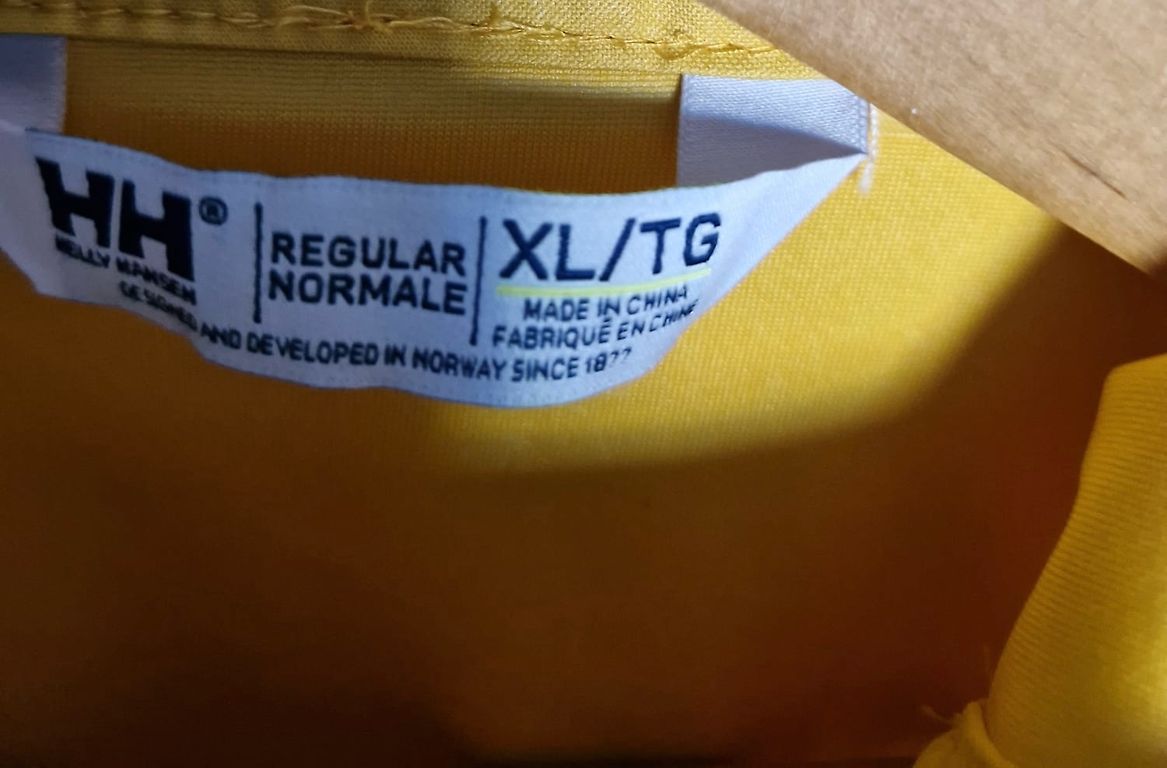 HH®
HELLY HANSEN
REGULAR
NORMALE
XL/TG
MADE IN CHINA
FABRIQUÉ EN CHINE
DESIGNED AND DEVELOPED IN NORWAY SINCE 1877